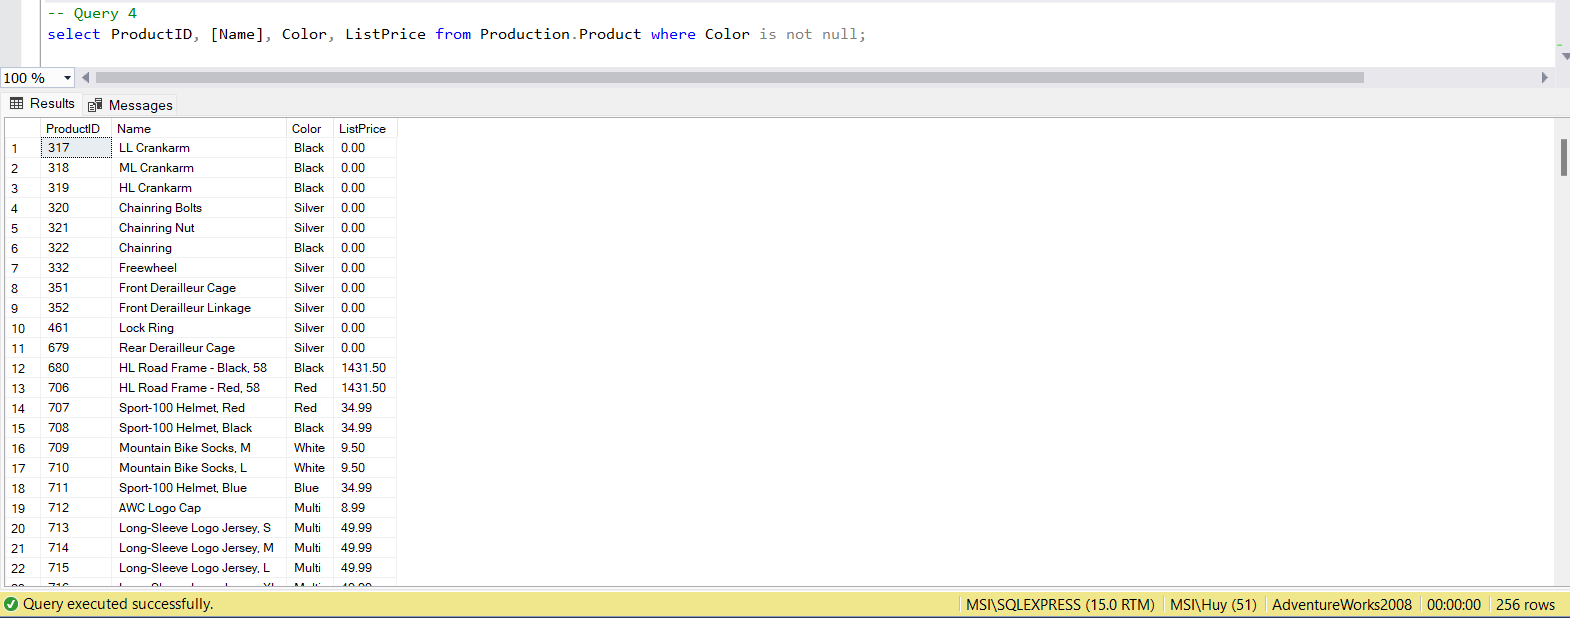 -- Query 4
select ProductID, [Name], Color, ListPrice from Production.Product where Color is not null;
100 %
Results Messages
ProductID Name Color ListPrice
1 317 LL Crankarm Black 0.00
2 318 ML Crankarm Black 0.00
3 319 HL Crankarm Black 0.00
4 320 Chainring Bolts Silver 0.00
5 321 Chainring Nut Silver 0.00
6 322 Chainring Black 0.00
7 332 Freewheel Silver 0.00
8 351 Front Derailleur Cage Silver 0.00
9 352 Front Derailleur Linkage Silver 0.00
10 461 Lock Ring Silver 0.00
11 679 Rear Derailleur Cage Silver 0.00
12 680 HL Road Frame - Black, 58 Black 1431.50
13 706 HL Road Frame - Red, 58 Red 1431.50
14 707 Sport-100 Helmet, Red Red 34.99
15 708 Sport-100 Helmet, Black Black 34.99
16 709 Mountain Bike Socks, M White 9.50
17 710 Mountain Bike Socks, L White 9.50
18 711 Sport-100 Helmet, Blue Blue 34.99
19 712 AWC Logo Cap Multi 8.99
20 713 Long-Sleeve Logo Jersey, S Multi 49.99
21 714 Long-Sleeve Logo Jersey, M Multi 49.99
22 715 Long-Sleeve Logo Jersey, L Multi 49.99
Query executed successfully. MSI\SQLEXPRESS (15.0 RTM) MSI\Huy (51) AdventureWorks2008 00:00:00 256 rows